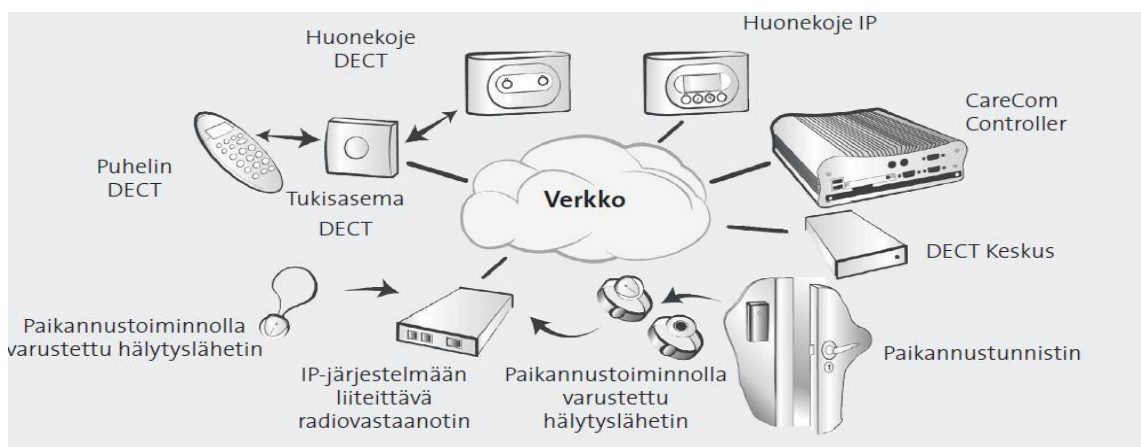 Huonekoje
DECT
Huonekoje IP
CareCom
Controller
Puhelin
DECT
Tukisasema
DECT
Verkko
DECT Keskus
Paikannustoiminnolla
varustettu hälytyslähetin
IP-järjestelmään
liiteittävä
radiovastaanotin
Paikannustoiminnolla
varustettu
hälytyslähetin
Paikannustunnistin